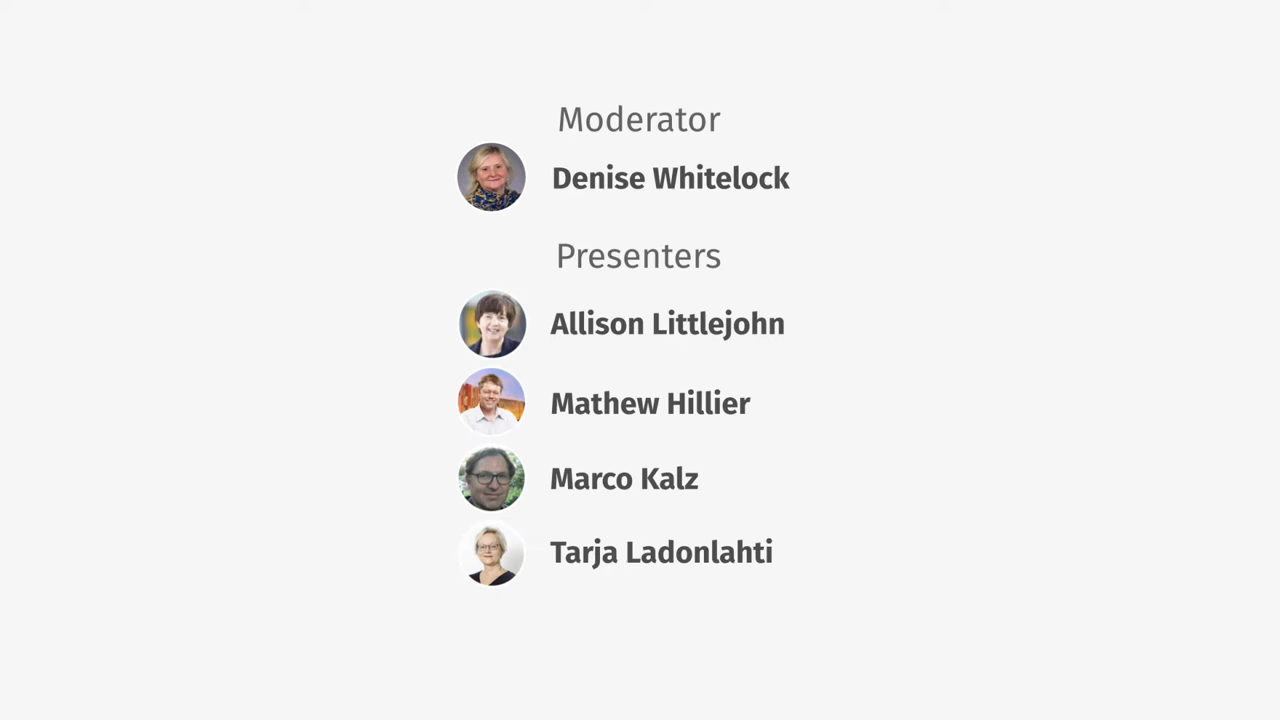 Moderator
Denise Whitelock
Presenters
Allison Littlejohn
Mathew Hillier
Marco Kalz
Tarja Ladonlahti